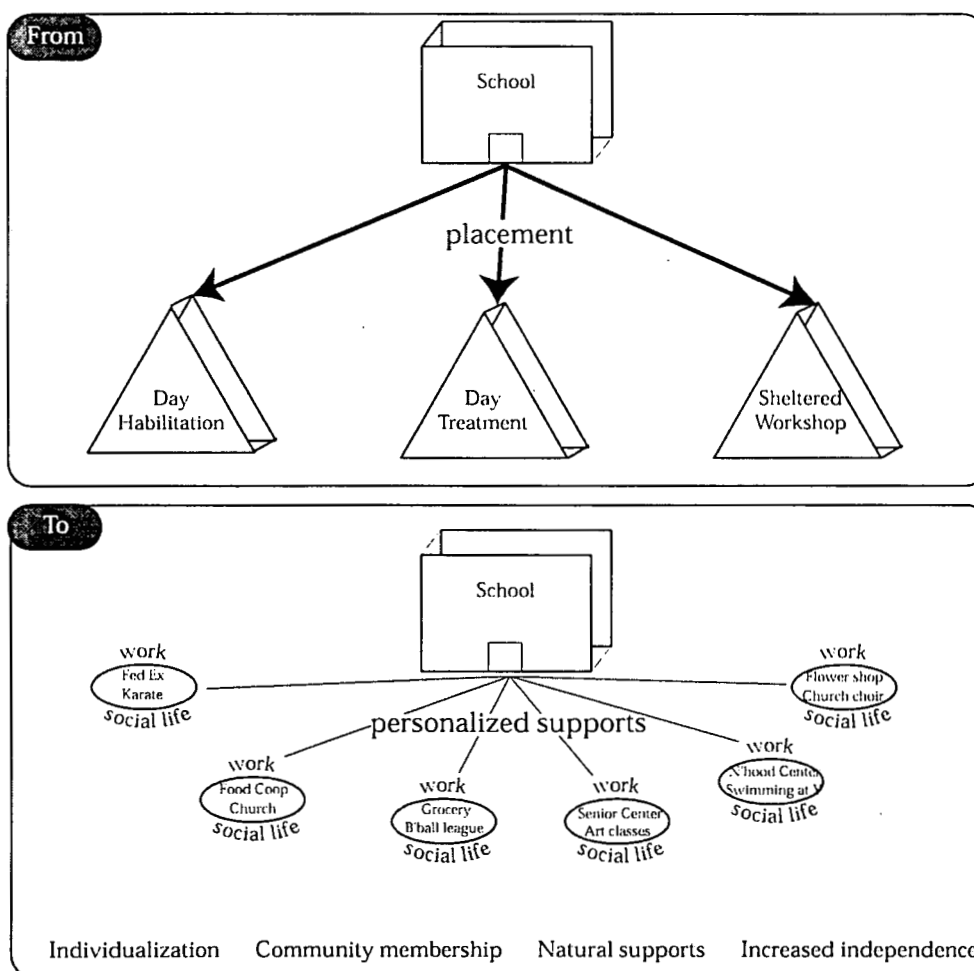 From
School
placement
Day
Habilitation
Day
Treatment
Sheltered
Workshop
To
School
work
Fed Ex
Karate
social life
work
Flower shop
Church choir
social life
personalized supports
work
Food Coop
Church
social life
work
Grocery
B'ball league
social life
work
Senior Center
Art classes
social life
work
N'hood Center
Swimming at Y
social life
Individualization Community membership Natural supports Increased independence